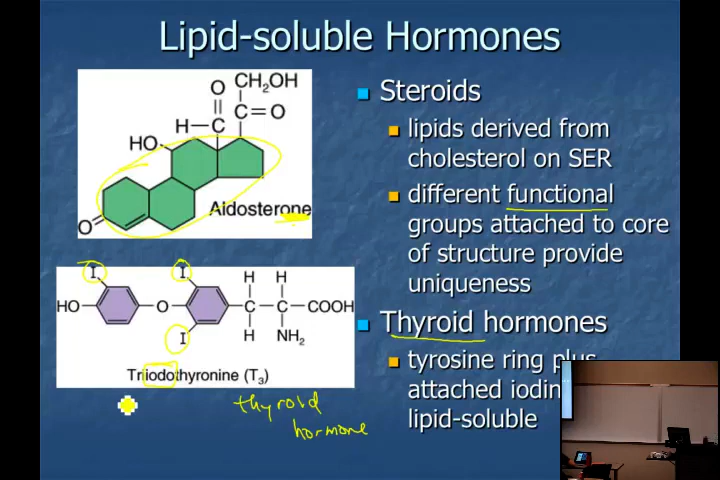 Lipid-soluble Hormones
O CH₂OH
H—C C=O
HO
Aldosterone
O
Steroids
lipids derived from
cholesterol on SER
different functional
groups attached to core
of structure provide
uniqueness
I I H H
HO O C—C—COOH
I H NH₂
Triiodothyronine (T₃)
Thyroid hormones
tyrosine ring plus
attached
lipid-soluble
thyroid
hormone